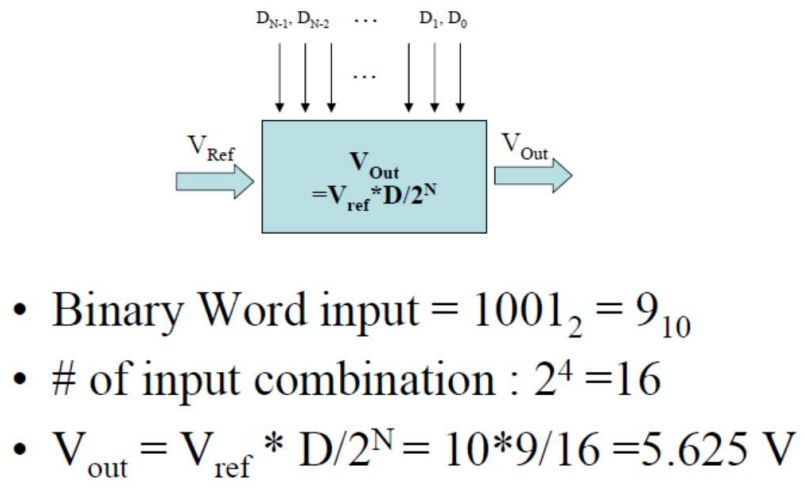 D_{N-1}, D_{N-2} ... D_1, D_0
...
V_{Ref}
V_{Out}
V_{Out}
=V_{ref}*D/2^N
• Binary Word input = 1001_2 = 9_{10}
• # of input combination : 2^4 =16
• V_{out} = V_{ref} * D/2^N = 10*9/16 =5.625 V